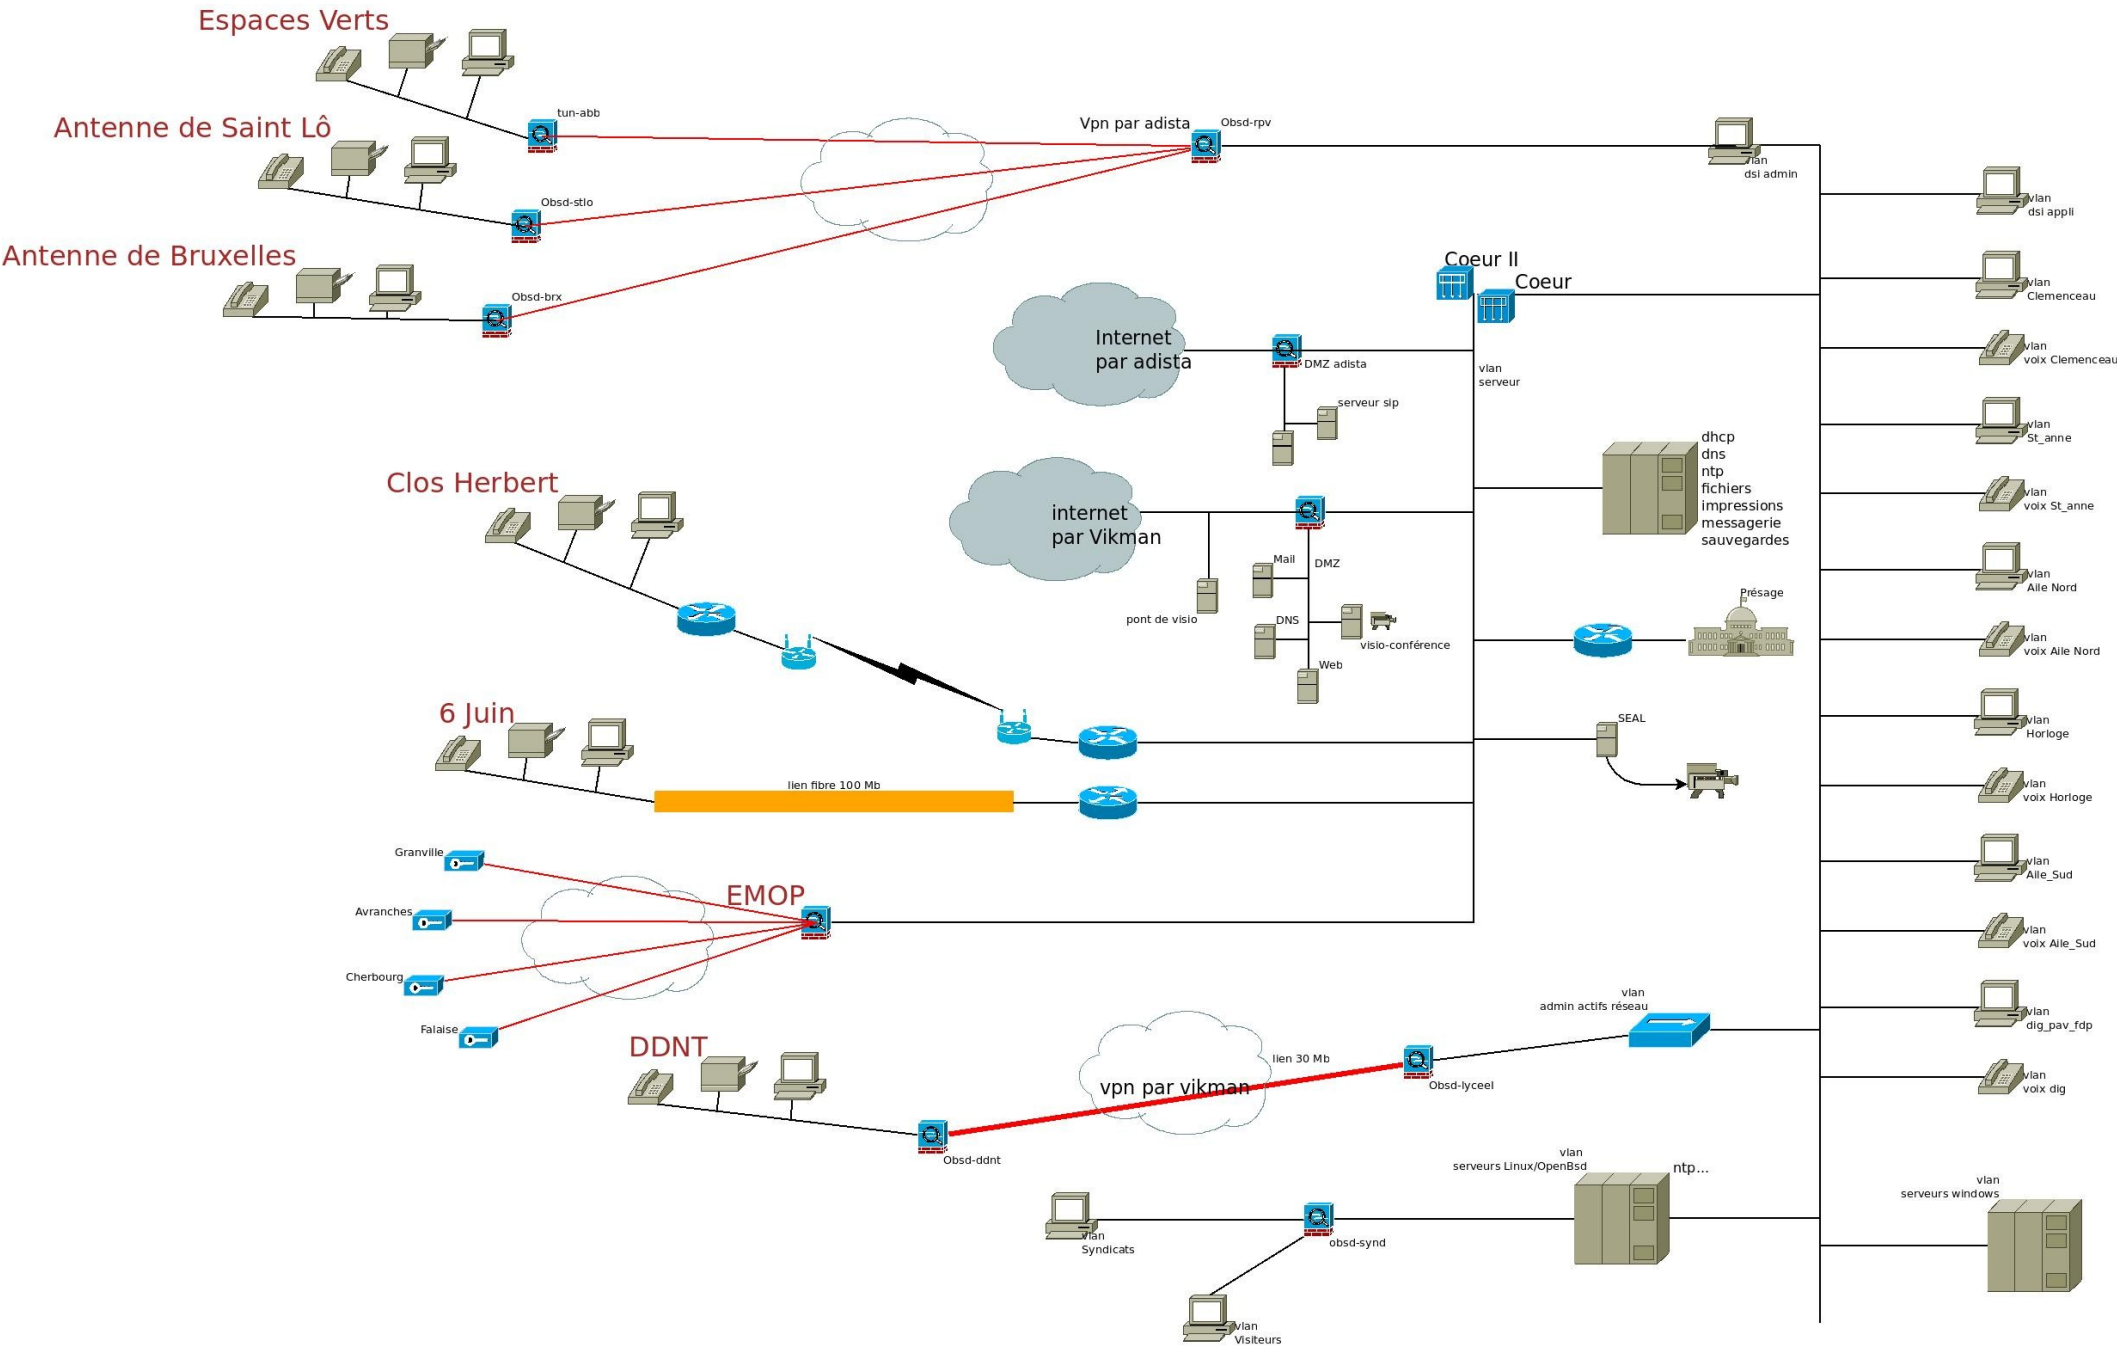 Espaces Verts
tun-abb
Antenne de Saint Lô
Obsd-stlo
Antenne de Bruxelles
Obsd-brx
Vpn par adista
Obsd-rpv
vlan
dsi admin
vlan
dsi appli
Coeur II
Coeur
vlan
Clemenceau
Internet
par adista
DMZ adista
vlan
serveur
serveur sip
vlan
voix Clemenceau
vlan
St_anne
dhcp
dns
ntp
fichiers
impressions
messagerie
sauvegardes
Clos Herbert
internet
par Vikman
Mail
DMZ
pont de visio
DNS
visio-conférence
Web
vlan
voix St_anne
vlan
Aile Nord
Présage
vlan
voix Aile Nord
6 Juin
lien fibre 100 Mb
SEAL
vlan
Horloge
vlan
voix Horloge
Granville
EMOP
Avranches
Cherbourg
Falaise
vlan
Aile_Sud
vlan
voix Aile_Sud
vlan
admin actifs réseau
vlan
dig_pav_fdp
DDNT
lien 30 Mb
vpn par vikman
Obsd-lyceel
Obsd-ddnt
vlan
voix dig
vlan
serveurs Linux/OpenBsd
ntp...
vlan
serveurs windows
vlan
Syndicats
obsd-synd
vlan
Visiteurs